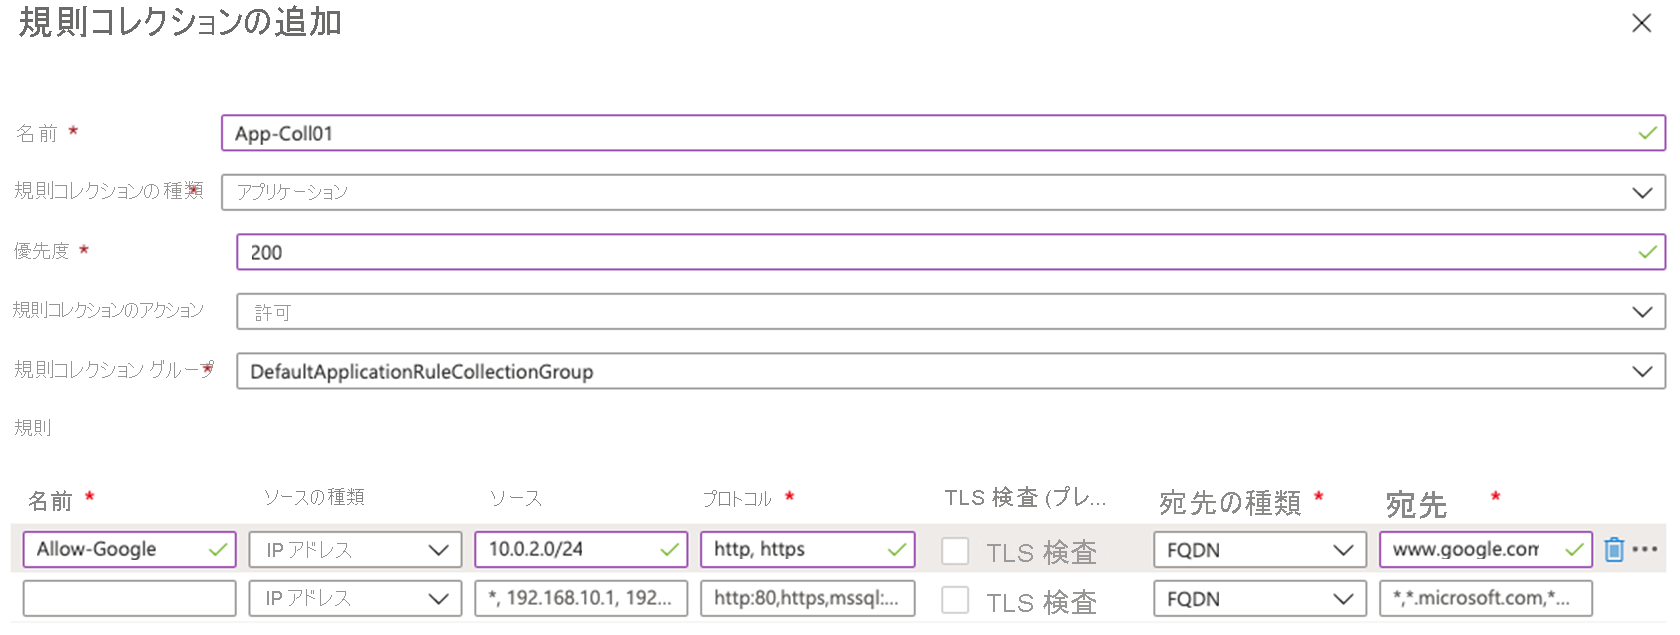 規則コレクションの追加
名前 * App-Coll01
規則コレクションの種類* アプリケーション
優先度 * 200
規則コレクションのアクション 許可
規則コレクション グループ* DefaultApplicationRuleCollectionGroup
規則
名前 * ソースの種類 ソース プロトコル * TLS 検査 (プレ... 宛先の種類 * 宛先 *
Allow-Google IP アドレス 10.0.2.0/24 http, https TLS 検査 FQDN www.google.com
IP アドレス *, 192.168.10.1, 192... http:80,https,mssql:... TLS 検査 FQDN *,*.microsoft.com,*...